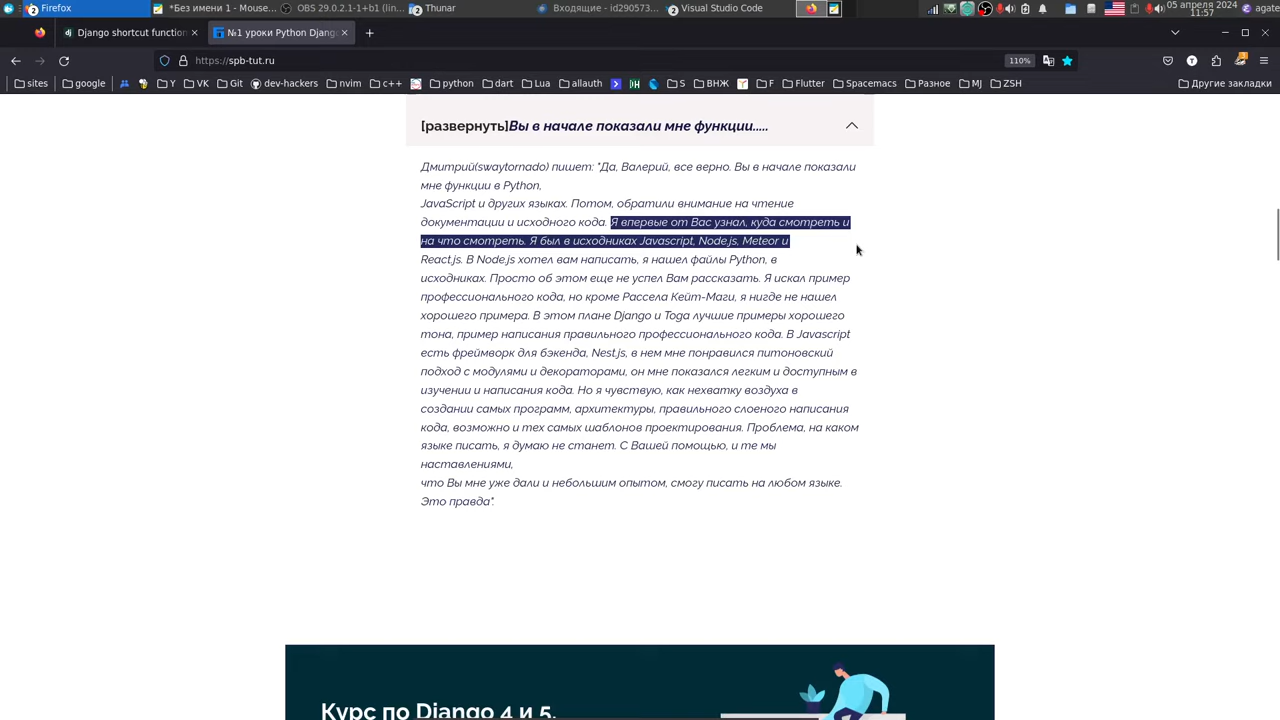 Firefox
*Без имени 1 - Mouse...
OBS 29.0.2.1-1+b1 (lin...
Thunar
Входящие - id290573...
Visual Studio Code
05 апреля 2024
11:57
agate
Django shortcut function
№1 уроки Python Djang
https://spb-tut.ru
110%
sites
google
Y
VK
Git
dev-hackers
nvim
c++
python
dart
Lua
allauth
S
ВНЖ
F
Flutter
Spacemacs
Разное
MJ
ZSH
Другие закладки
[развернуть]Вы в начале показали мне функции.....
Дмитрий(swaytornado) пишет: "Да, Валерий, все верно. Вы в начале показали
мне функции в Python,
JavaScript и других языках. Потом, обратили внимание на чтение
документации и исходного кода. Я впервые от Вас узнал, куда смотреть и
на что смотреть. Я был в исходниках Javascript, Node.js, Meteor и
React.js. В Node.js хотел вам написать, я нашел файлы Python, в
исходниках. Просто об этом еще не успел Вам рассказать. Я искал пример
профессионального кода, но кроме Рассела Кейт-Маги, я нигде не нашел
хорошего примера. В этом плане Django и Toga лучшие примеры хорошего
тона, пример написания правильного профессионального кода. В Javascript
есть фреймворк для бэкенда, Nest.js, в нем мне понравился питоновский
подход с модулями и декораторами, он мне показался легким и доступным в
изучении и написания кода. Но я чувствую, как нехватку воздуха в
создании самых программ, архитектуры, правильного слоеного написания
кода, возможно и тех самых шаблонов проектирования. Проблема, на каком
языке писать, я думаю не станет. С Вашей помощью, и те мы
наставлениями,
что Вы мне уже дали и небольшим опытом, смогу писать на любом языке.
Это правда".
Курс по Django 4 и 5.